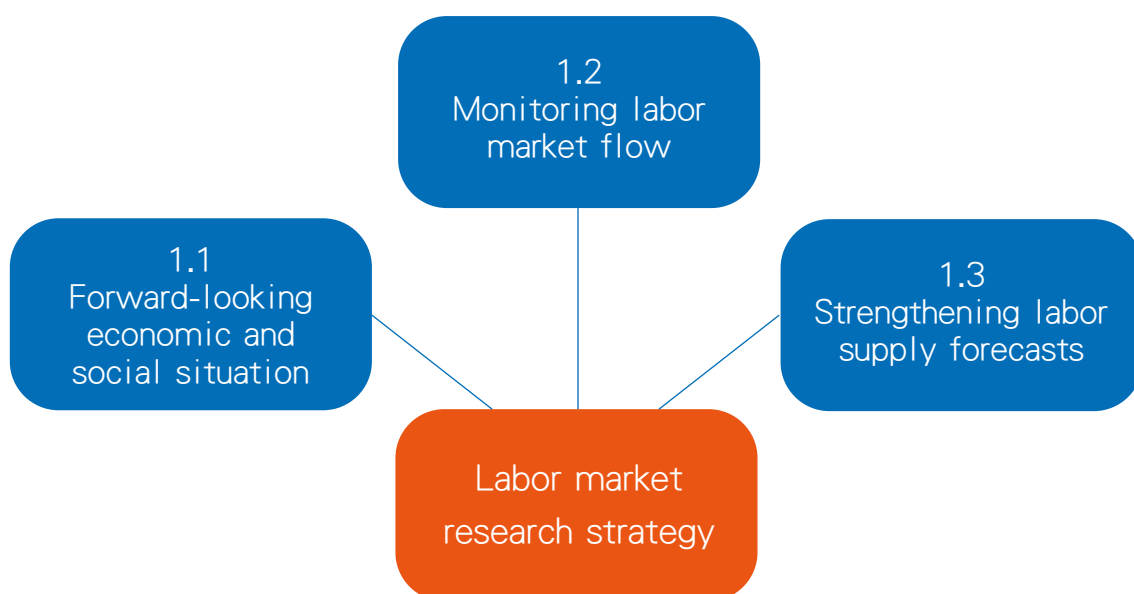 1.2
Monitoring labor
market flow
1.1
Forward-looking
economic and
social situation
1.3
Strengthening labor
supply forecasts
Labor market
research strategy